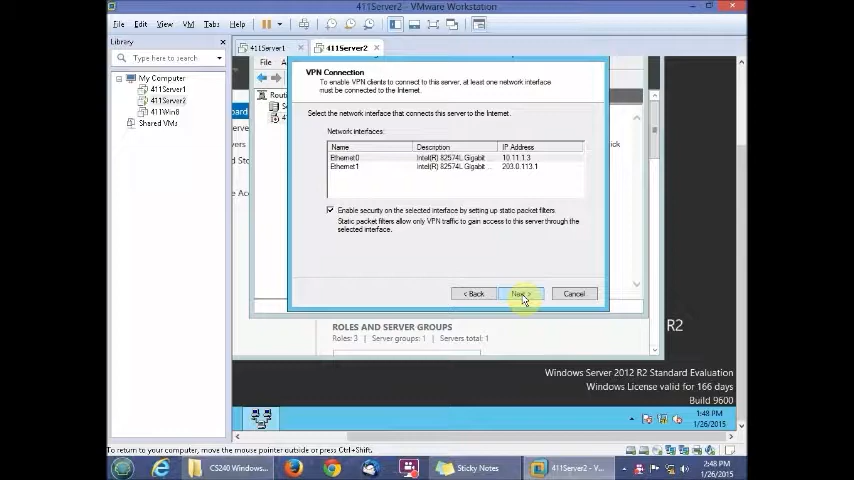 411Server2 - VMware Workstation
File Edit View VM Tabs Help
Library
Type here to search
My Computer
411Server1
411Server2
411Win8
Shared VMs
411Server1
411Server2
File
VPN Connection
To enable VPN clients to connect to this server, at least one network interface
must be connected to the Internet.
Select the network interface that connects this server to the Internet.
Network interfaces:
Name Description IP Address
Ethernet0 Intel(R) 82574L Gigabit ... 10.11.1.3
Ethernet1 Intel(R) 82574L Gigabit ... 203.0.113.1
Enable security on the selected interface by setting up static packet filters.
Static packet filters allow only VPN traffic to gain access to this server through the
selected interface.
< Back
Next >
Cancel
ROLES AND SERVER GROUPS
Roles: 3 | Server groups: 1 | Servers total: 1
R2
Windows Server 2012 R2 Standard Evaluation
Windows License valid for 166 days
Build 9600
1:48 PM
1/26/2015
To return to your computer, move the mouse pointer outside or press Ctrl+Shift.
CS240 Windows...
Sticky Notes
411Server2 - V...
2:48 PM
1/26/2015